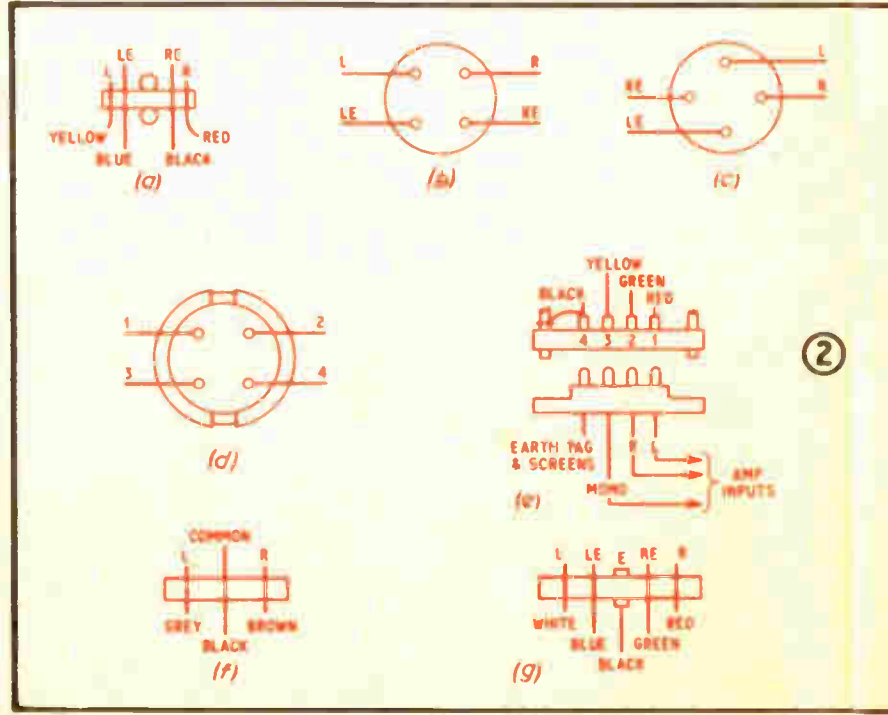 LE RE
L R
YELLOW RED
BLUE BLACK
(a)
L R
LE RE
(b)
L
RE R
LE
(c)
1 2
3 4
(d)
YELLOW
GREEN
BLACK RED
4 3 2 1
EARTH TAG R L
& SCREENS
MONO
AMP
INPUTS
(e)
2
COMMON
L R
GREY BROWN
BLACK
(f)
L LE E RE R
WHITE RED
BLUE GREEN
BLACK
(g)